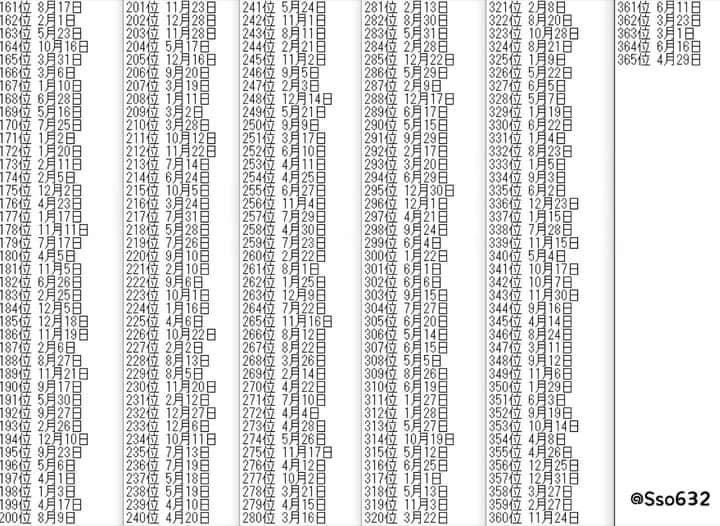 161位 8月17日
162位 2月1日
163位 5月23日
164位 10月16日
165位 3月31日
166位 3月6日
167位 1月10日
168位 6月28日
169位 5月16日
170位 7月25日
171位 1月2日
172位 1月20日
173位 2月11日
174位 2月5日
175位 12月2日
176位 4月23日
177位 1月17日
178位 11月11日
179位 7月17日
180位 4月5日
181位 11月5日
182位 6月26日
183位 2月25日
184位 12月5日
185位 12月18日
186位 11月19日
187位 2月6日
188位 8月27日
189位 11月21日
190位 9月17日
191位 5月30日
192位 9月27日
193位 2月26日
194位 12月10日
195位 9月23日
196位 5月6日
197位 4月1日
198位 1月3日
199位 4月17日
200位 8月9日
201位 11月23日
202位 12月28日
203位 8月11日
204位 5月17日
205位 12月16日
206位 9月20日
207位 3月19日
208位 1月11日
209位 3月2日
210位 3月28日
211位 10月12日
212位 11月22日
213位 7月14日
214位 6月24日
215位 10月5日
216位 3月24日
217位 7月31日
218位 5月28日
219位 7月26日
220位 9月10日
221位 2月10日
222位 9月6日
223位 10月1日
224位 1月16日
225位 4月6日
226位 10月22日
227位 2月2日
228位 8月13日
229位 8月5日
230位 11月20日
231位 2月12日
232位 12月27日
233位 12月6日
234位 10月11日
235位 7月13日
236位 7月19日
237位 5月18日
238位 5月19日
239位 10月20日
240位 4月20日
241位 5月24日
242位 11月1日
243位 8月11日
244位 2月21日
245位 11月2日
246位 9月5日
247位 2月3日
248位 12月14日
249位 5月21日
250位 9月9日
251位 3月17日
252位 6月10日
253位 4月11日
254位 4月25日
255位 6月27日
256位 11月4日
257位 7月29日
258位 4月30日
259位 7月23日
260位 2月22日
261位 8月1日
262位 1月25日
263位 12月9日
264位 7月22日
265位 11月16日
266位 8月12日
267位 8月22日
268位 3月26日
269位 2月14日
270位 4月22日
271位 7月10日
272位 4月4日
273位 4月28日
274位 5月26日
275位 11月17日
276位 4月12日
277位 10月2日
278位 3月21日
279位 4月15日
280位 3月16日
281位 2月13日
282位 8月30日
283位 5月31日
284位 2月28日
285位 12月22日
286位 5月29日
287位 2月9日
288位 12月17日
289位 6月17日
290位 5月15日
291位 9月29日
292位 2月17日
293位 3月20日
294位 6月29日
295位 12月30日
296位 12月1日
297位 4月21日
298位 9月24日
299位 6月4日
300位 1月22日
301位 6月1日
302位 6月6日
303位 9月15日
304位 7月27日
305位 6月20日
306位 5月14日
307位 6月15日
308位 5月5日
309位 8月26日
310位 6月19日
311位 1月27日
312位 1月28日
313位 5月27日
314位 10月19日
315位 5月12日
316位 6月25日
317位 1月1日
318位 5月13日
319位 11月3日
320位 3月22日
321位 2月8日
322位 8月20日
323位 10月28日
324位 8月21日
325位 1月9日
326位 5月22日
327位 6月5日
328位 5月7日
329位 1月19日
330位 6月22日
331位 1月4日
332位 8月23日
333位 1月5日
334位 9月3日
335位 6月2日
336位 12月23日
337位 1月15日
338位 7月28日
339位 11月15日
340位 5月4日
341位 10月17日
342位 10月7日
343位 11月30日
344位 9月16日
345位 4月14日
346位 8月24日
347位 3月11日
348位 9月12日
349位 11月6日
350位 1月29日
351位 6月3日
352位 9月19日
353位 10月14日
354位 4月8日
355位 4月26日
356位 12月25日
357位 12月31日
358位 3月27日
359位 2月27日
360位 11月24日
361位 6月11日
362位 3月23日
363位 3月1日
364位 6月16日
365位 4月29日
@Sso632